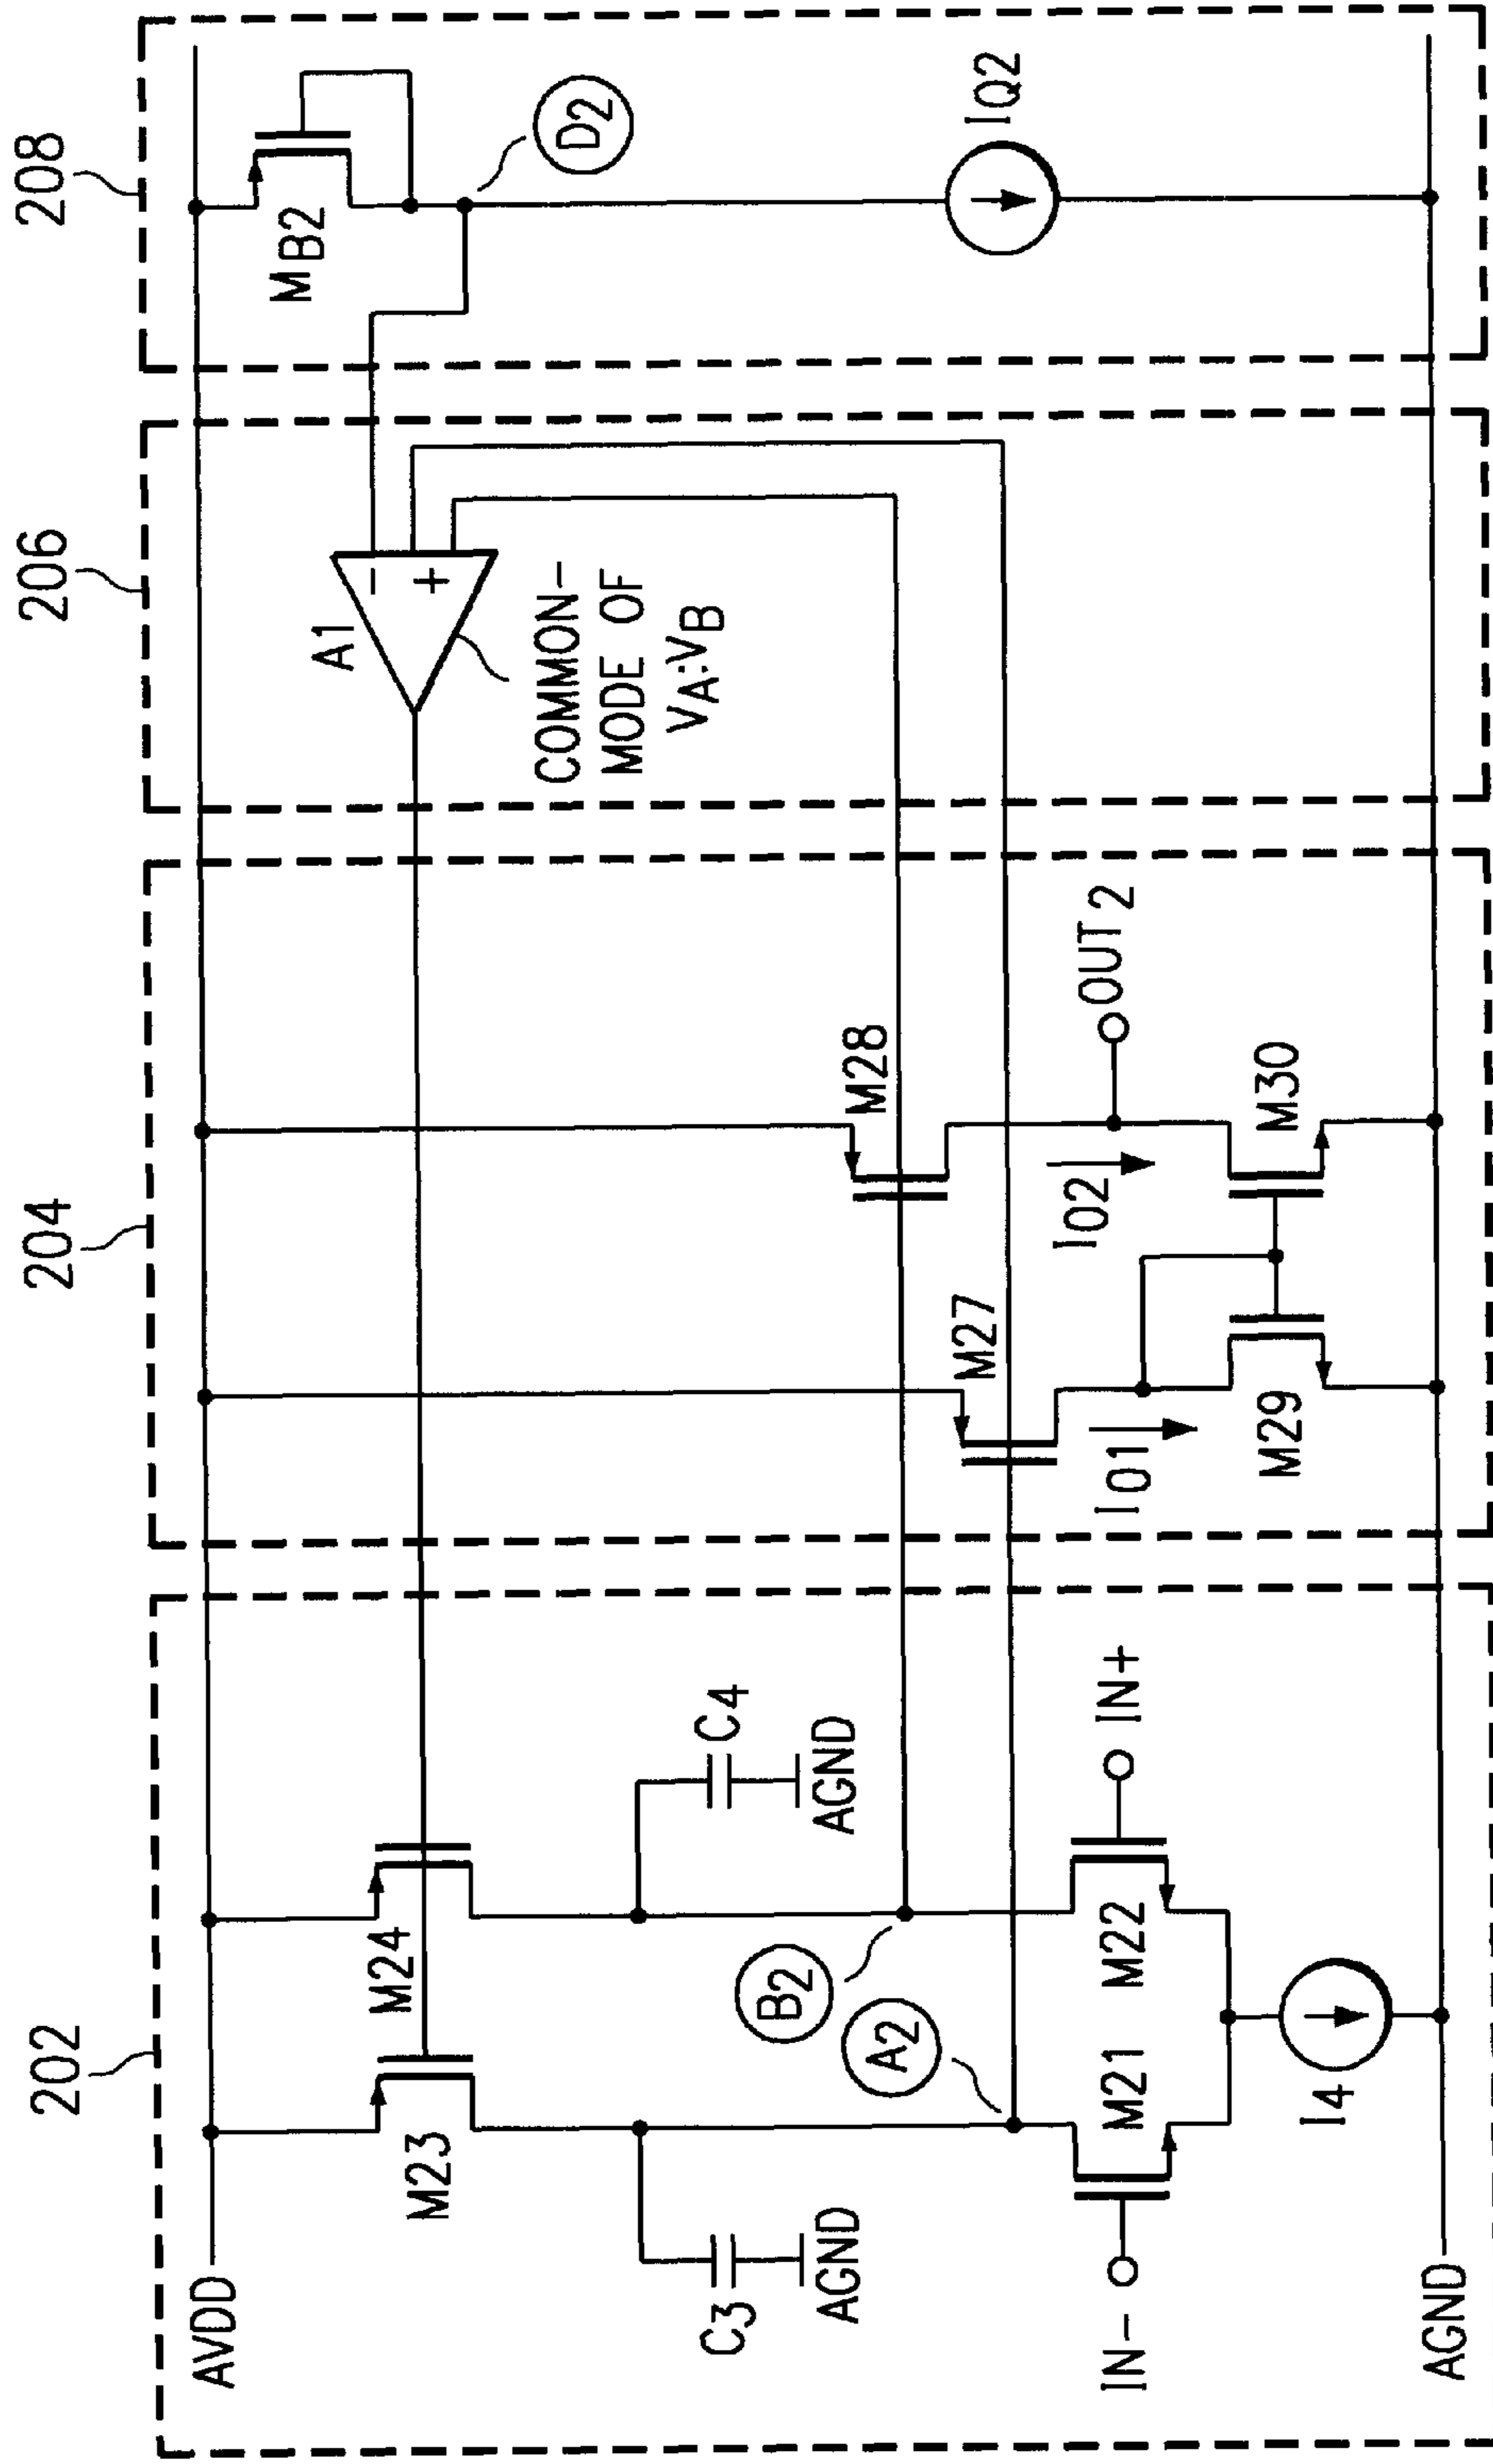 202
204
206
208
AVDD
M23
M24
C3
AGND
C4
AGND
B2
A2
IN-
M21
M22
IN+
I4
AGND
M27
M28
IO1
IO2
OUT2
M29
M30
A1
-
+
COMMON-
MODE OF
VA:VB
MB2
D2
IQ2